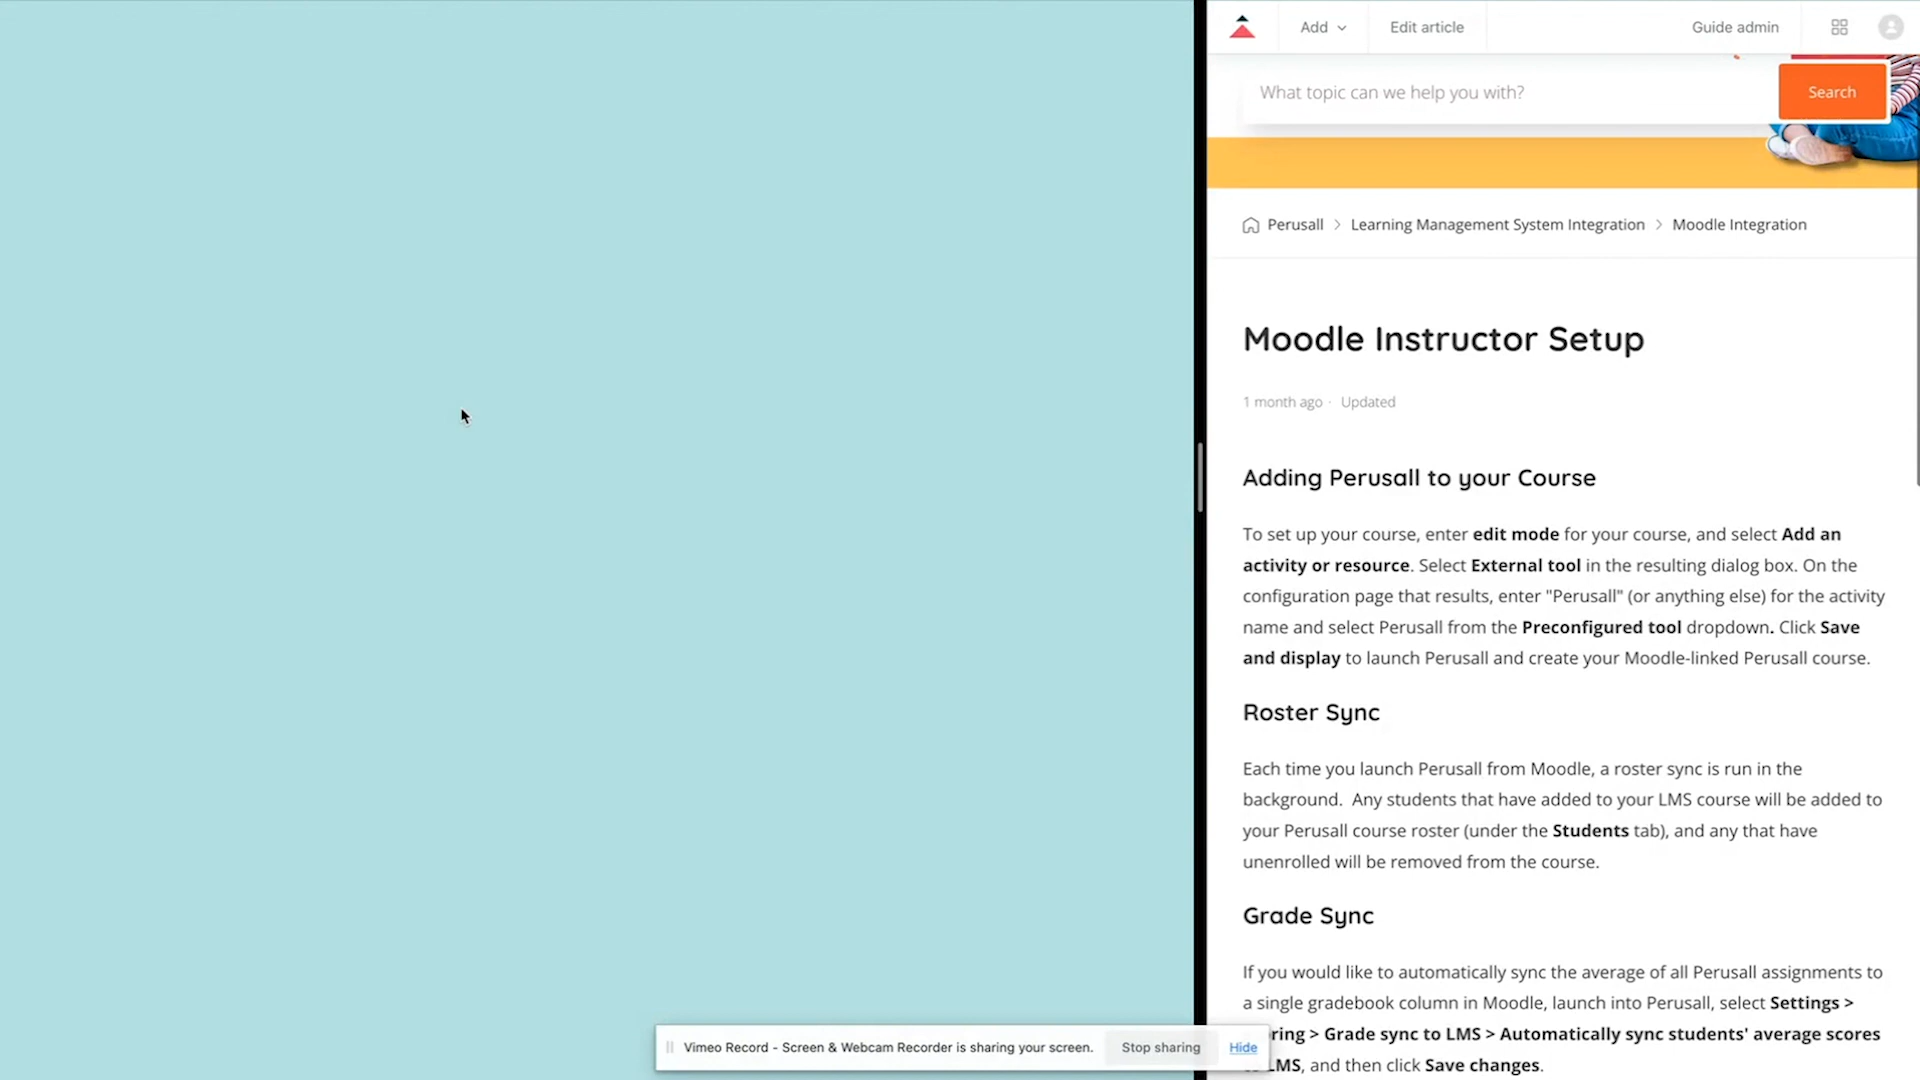 Add
Edit article
Guide admin
What topic can we help you with?
Search
Perusall > Learning Management System Integration > Moodle Integration
Moodle Instructor Setup
1 month ago · Updated
Adding Perusall to your Course
To set up your course, enter edit mode for your course, and select Add an
activity or resource. Select External tool in the resulting dialog box. On the
configuration page that results, enter "Perusall" (or anything else) for the activity
name and select Perusall from the Preconfigured tool dropdown. Click Save
and display to launch Perusall and create your Moodle-linked Perusall course.
Roster Sync
Each time you launch Perusall from Moodle, a roster sync is run in the
background.  Any students that have added to your LMS course will be added to
your Perusall course roster (under the Students tab), and any that have
unenrolled will be removed from the course.
Grade Sync
If you would like to automatically sync the average of all Perusall assignments to
a single gradebook column in Moodle, launch into Perusall, select Settings >
ring > Grade sync to LMS > Automatically sync students' average scores
LMS, and then click Save changes.
Vimeo Record - Screen & Webcam Recorder is sharing your screen.
Stop sharing
Hide